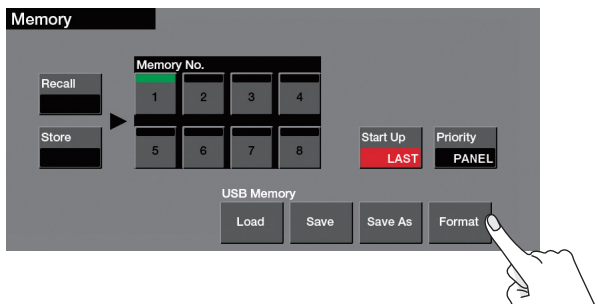 Memory
Memory No.
Recall
1 2 3 4
Store
5 6 7 8
Start Up Priority
LAST PANEL
USB Memory
Load Save Save As Format